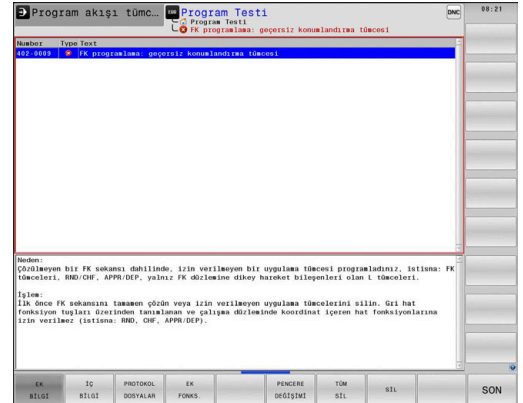 Program akışı tümc...
Program Testi
DNC
08:21
Program Testi
FK programlama: geçersiz konumlandırma tümcesi
Number Type Text
402-0009 FK programlama: geçersiz konumlandırma tümcesi
Neden:
Çözülmeyen bir FK sekansı dahilinde, izin verilmeyen bir uygulama tümcesi programladınız, istisna: FK
tümceleri, RND/CHF, APPR/DEP, yalnız FK düzlemine dikey hareket bileşenleri olan L tümceleri.
İşlem:
İlk önce FK sekansını tamamen çözün veya izin verilmeyen uygulama tümcelerini silin. Gri hat
fonksiyon tuşları üzerinden tanımlanan ve çalışma düzleminde koordinat içeren hat fonksiyonlarına
izin verilmez (istisna: RND, CHF, APPR/DEP).
EK
BİLGİ
İÇ
BİLGİ
PROTOKOL
DOSYALAR
EK
FONKS.
PENCERE
DEĞİŞİMİ
TÜM
SİL
SİL
SON